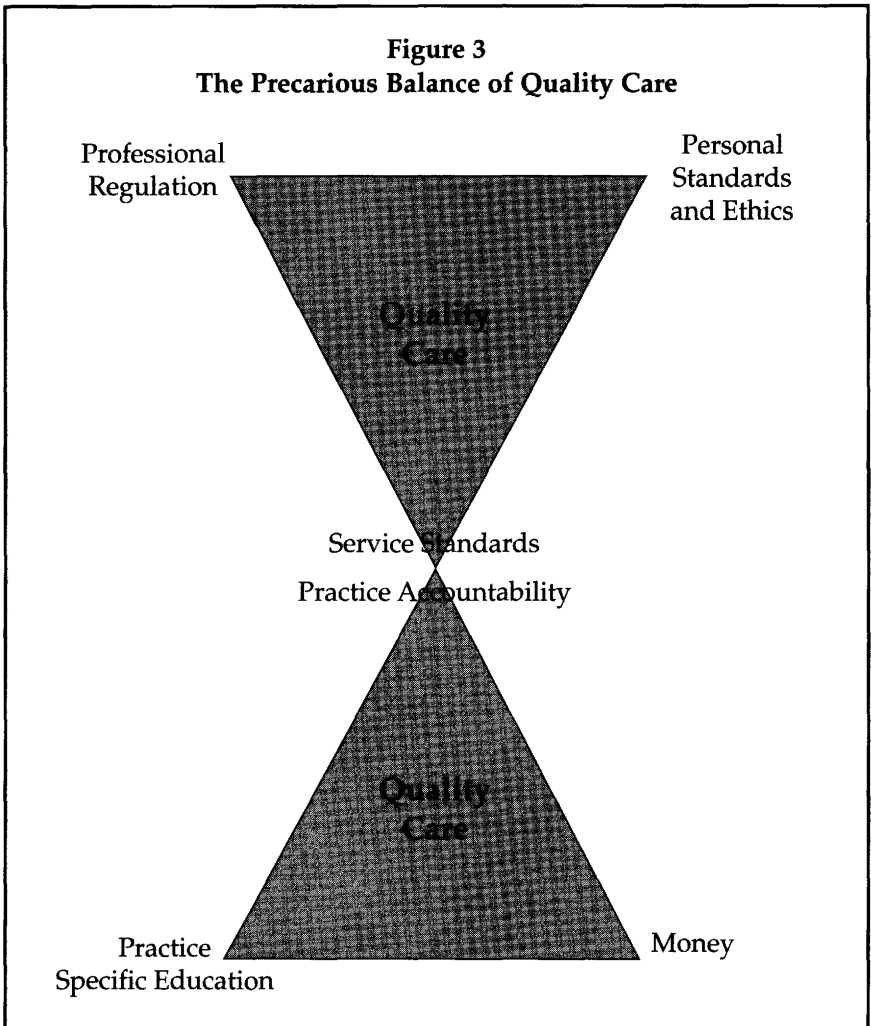 Figure 3
The Precarious Balance of Quality Care
Professional
Regulation
Personal
Standards
and Ethics
Quality
Care
Service Standards
Practice Accountability
Quality
Care
Practice
Specific Education
Money